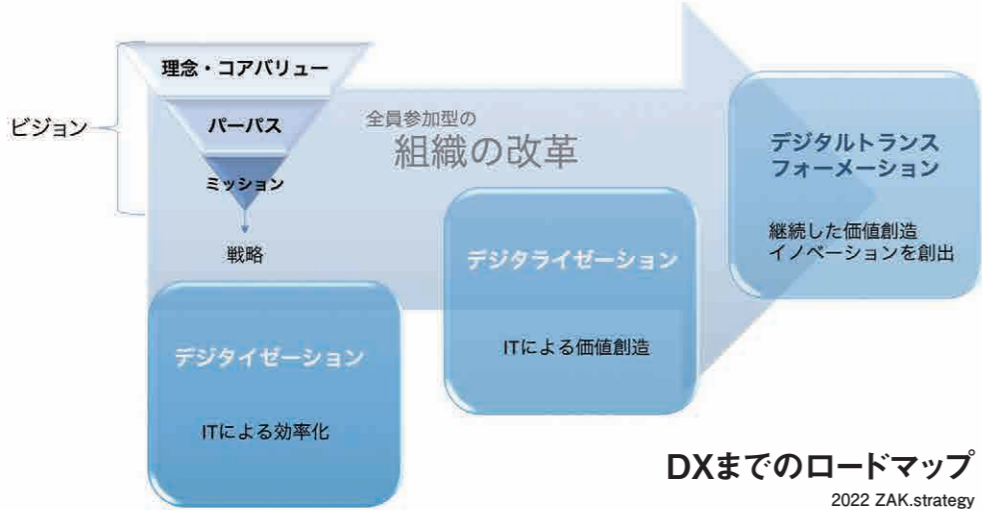 ビジョン
理念・コアバリュー
パーパス
ミッション
戦略
全員参加型の
組織の改革
デジタイゼーション
ITによる効率化
デジタライゼーション
ITによる価値創造
デジタルトランス
フォーメーション
継続した価値創造
イノベーションを創出
DXまでのロードマップ
2022 ZAK.strategy